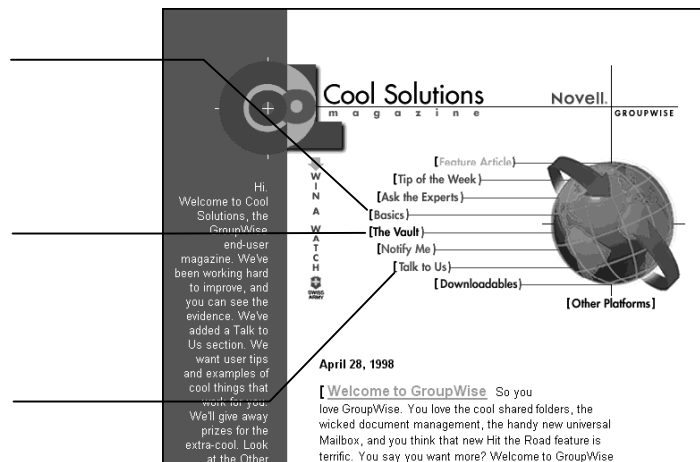 Cool Solutions
magazine
Novell.
GROUPWISE
[Feature Article)
[Tip of the Week)
[Ask the Experts)
[Basics)
[The Vault)
[Notify Me)
[Talk to Us)
[Downloadables)
[Other Platforms]
WIN A WATCH
SWISS
ARMY
Hi.
Welcome to Cool
Solutions, the
GroupWise
end-user
magazine. We've
been working hard
to improve, and
you can see the
evidence. We've
added a Talk to
Us section. We
want user tips
and examples of
cool things that
work for you.
We'll give away
prizes for the
extra-cool. Look
at the Other
April 28, 1998
[ Welcome to GroupWise So you
love GroupWise. You love the cool shared folders, the
wicked document management, the handy new universal
Mailbox, and you think that new Hit the Road feature is
terrific. You say you want more? Welcome to GroupWise